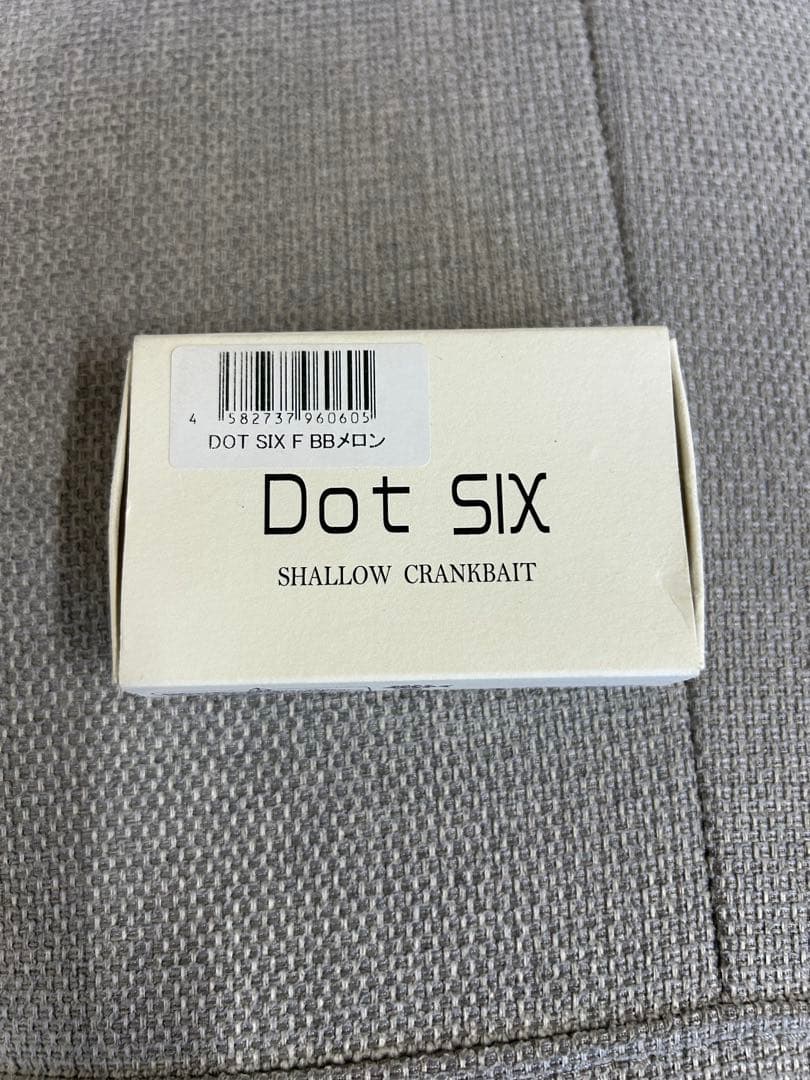 4 582737 960605
DOT SIX F BBメロン
Dot SIX
SHALLOW CRANKBAIT